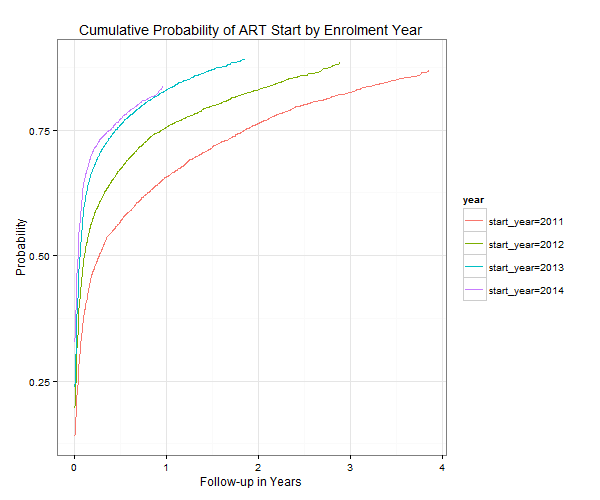 Cumulative Probability of ART Start by Enrolment Year
Probability
0.75
0.50
0.25
0 1 2 3 4
Follow-up in Years
year
start_year=2011
start_year=2012
start_year=2013
start_year=2014